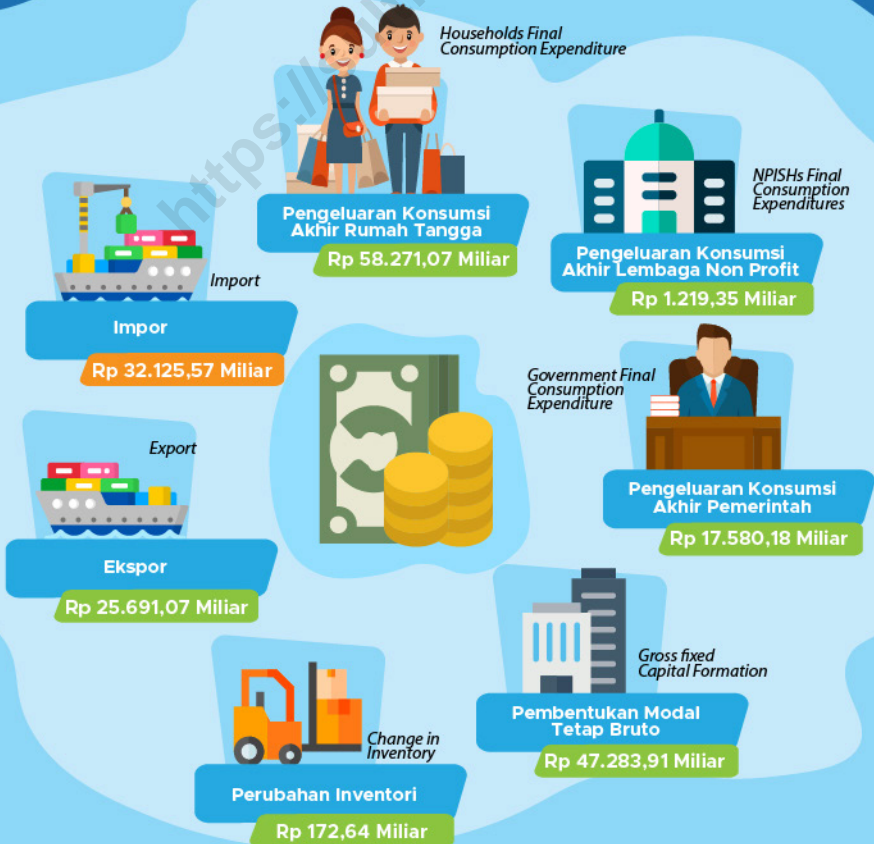 Households Final
Consumption Expenditure
Pengeluaran Konsumsi
Akhir Rumah Tangga
Rp 58.271,07 Miliar
NPISHs Final
Consumption
Expenditures
Pengeluaran Konsumsi
Akhir Lembaga Non Profit
Rp 1.219,35 Miliar
Import
Impor
Rp 32.125,57 Miliar
Government Final
Consumption
Expenditure
Pengeluaran Konsumsi
Akhir Pemerintah
Rp 17.580,18 Miliar
Export
Ekspor
Rp 25.691,07 Miliar
Gross fixed
Capital Formation
Pembentukan Modal
Tetap Bruto
Rp 47.283,91 Miliar
Change in
Inventory
Perubahan Inventori
Rp 172,64 Miliar
https://